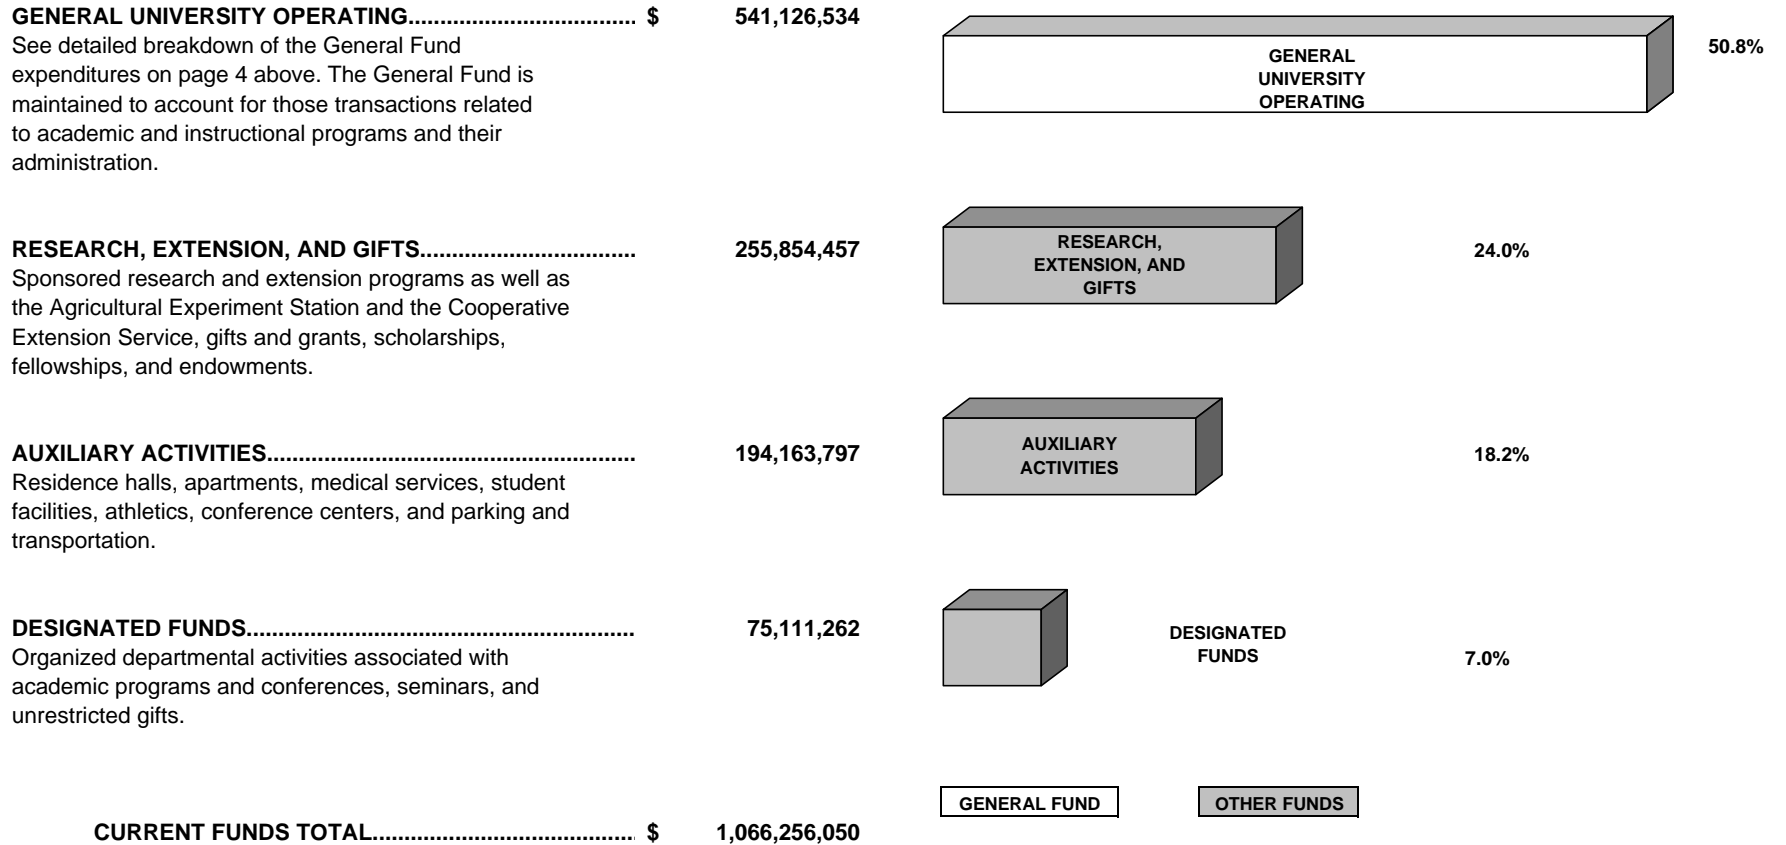 GENERAL UNIVERSITY OPERATING.................................... $ 541,126,534
See detailed breakdown of the General Fund
expenditures on page 4 above. The General Fund is
maintained to account for those transactions related
to academic and instructional programs and their
administration.
GENERAL
UNIVERSITY
OPERATING
50.8%
RESEARCH, EXTENSION, AND GIFTS.................................. 255,854,457
Sponsored research and extension programs as well as
the Agricultural Experiment Station and the Cooperative
Extension Service, gifts and grants, scholarships,
fellowships, and endowments.
RESEARCH,
EXTENSION, AND
GIFTS
24.0%
AUXILIARY ACTIVITIES.......................................................... 194,163,797
Residence halls, apartments, medical services, student
facilities, athletics, conference centers, and parking and
transportation.
AUXILIARY
ACTIVITIES
18.2%
DESIGNATED FUNDS............................................................. 75,111,262
Organized departmental activities associated with
academic programs and conferences, seminars, and
unrestricted gifts.
DESIGNATED
FUNDS
7.0%
GENERAL FUND
OTHER FUNDS
CURRENT FUNDS TOTAL......................................... $ 1,066,256,050